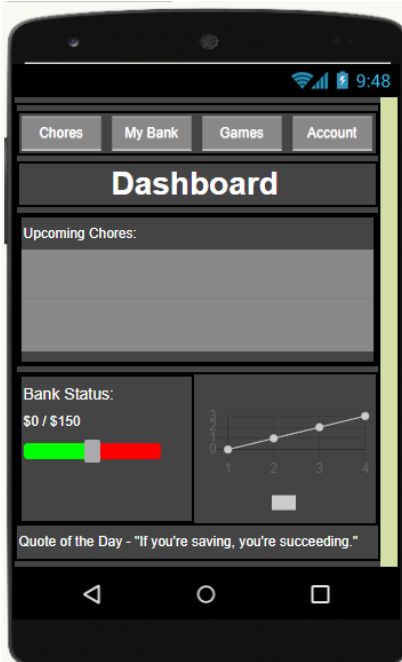 9:48
Chores My Bank Games Account
Dashboard
Upcoming Chores:
Bank Status:
$0 / $150
3
2
1
0
1 2 3 4
Quote of the Day - "If you're saving, you're succeeding."